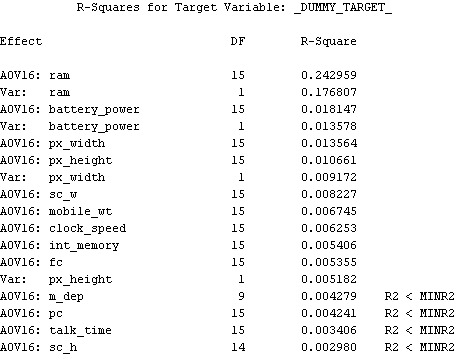 R-Squares for Target Variable: _DUMMY_TARGET_
Effect DF R-Square
AOV16: ram 15 0.242959
Var: ram 1 0.176807
AOV16: battery_power 15 0.018147
Var: battery_power 1 0.013578
AOV16: px_width 15 0.013564
AOV16: px_height 15 0.010661
Var: px_width 1 0.009172
AOV16: sc_w 15 0.008227
AOV16: mobile_wt 15 0.006745
AOV16: clock_speed 15 0.006253
AOV16: int_memory 15 0.005406
AOV16: fc 15 0.005355
Var: px_height 1 0.005182
AOV16: m_dep 9 0.004279 R2 < MINR2
AOV16: pc 15 0.004241 R2 < MINR2
AOV16: talk_time 15 0.003406 R2 < MINR2
AOV16: sc_h 14 0.002980 R2 < MINR2